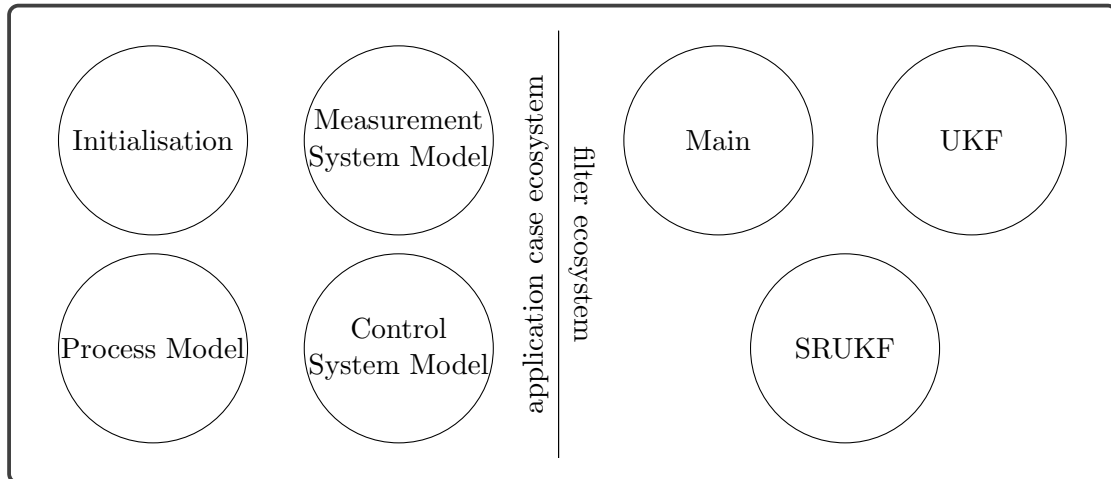 Initialisation
Measurement
System Model
Process Model
Control
System Model
application case ecosystem
filter ecosystem
Main
UKF
SRUKF